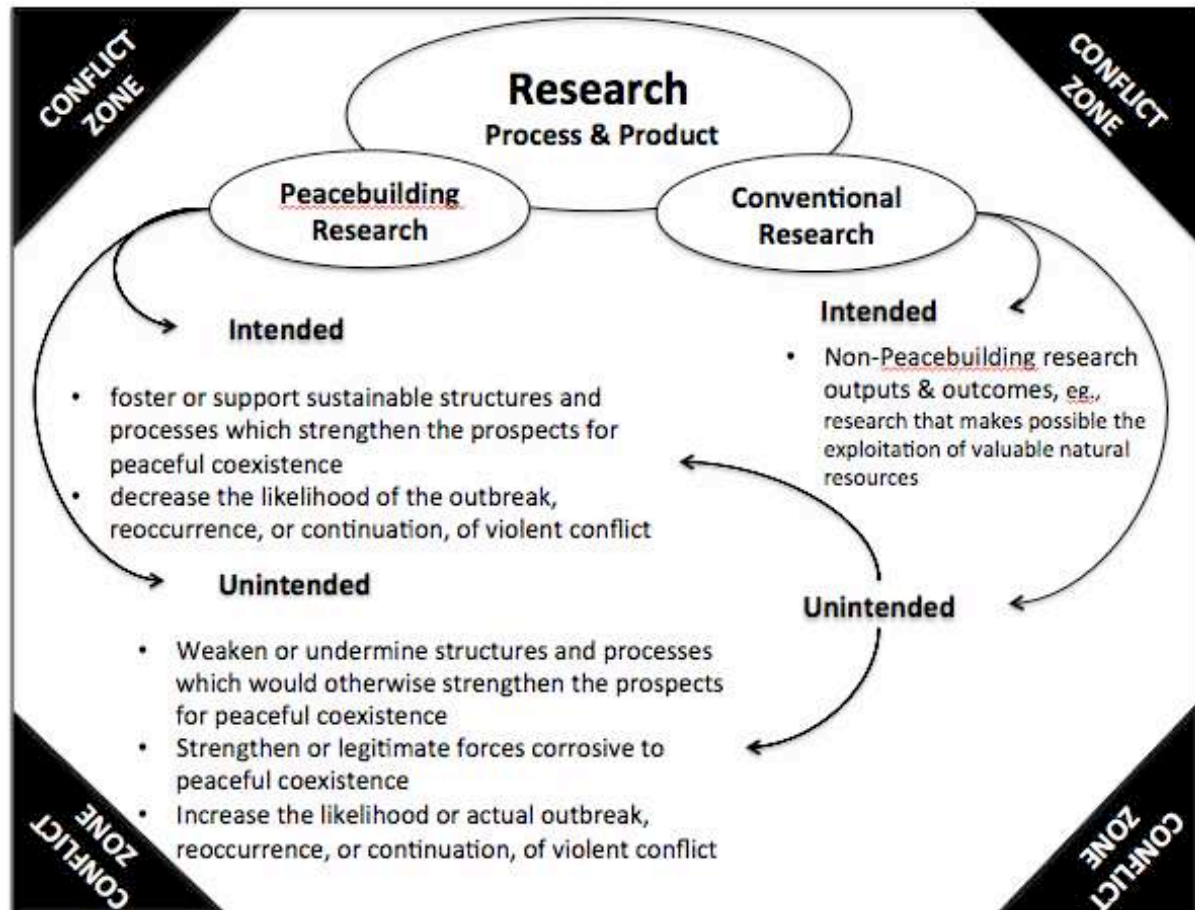 CONFLICT
ZONE
CONFLICT
ZONE
Research
Process & Product
Peacebuilding
Research
Conventional
Research
Intended
• foster or support sustainable structures and
processes which strengthen the prospects for
peaceful coexistence
• decrease the likelihood of the outbreak,
reoccurrence, or continuation, of violent conflict
Intended
• Non-Peacebuilding research
outputs & outcomes, eg.,
research that makes possible the
exploitation of valuable natural
resources
Unintended
• Weaken or undermine structures and processes
which would otherwise strengthen the prospects
for peaceful coexistence
• Strengthen or legitimate forces corrosive to
peaceful coexistence
• Increase the likelihood or actual outbreak,
reoccurrence, or continuation, of violent conflict
Unintended
CONFLICT
ZONE
CONFLICT
ZONE